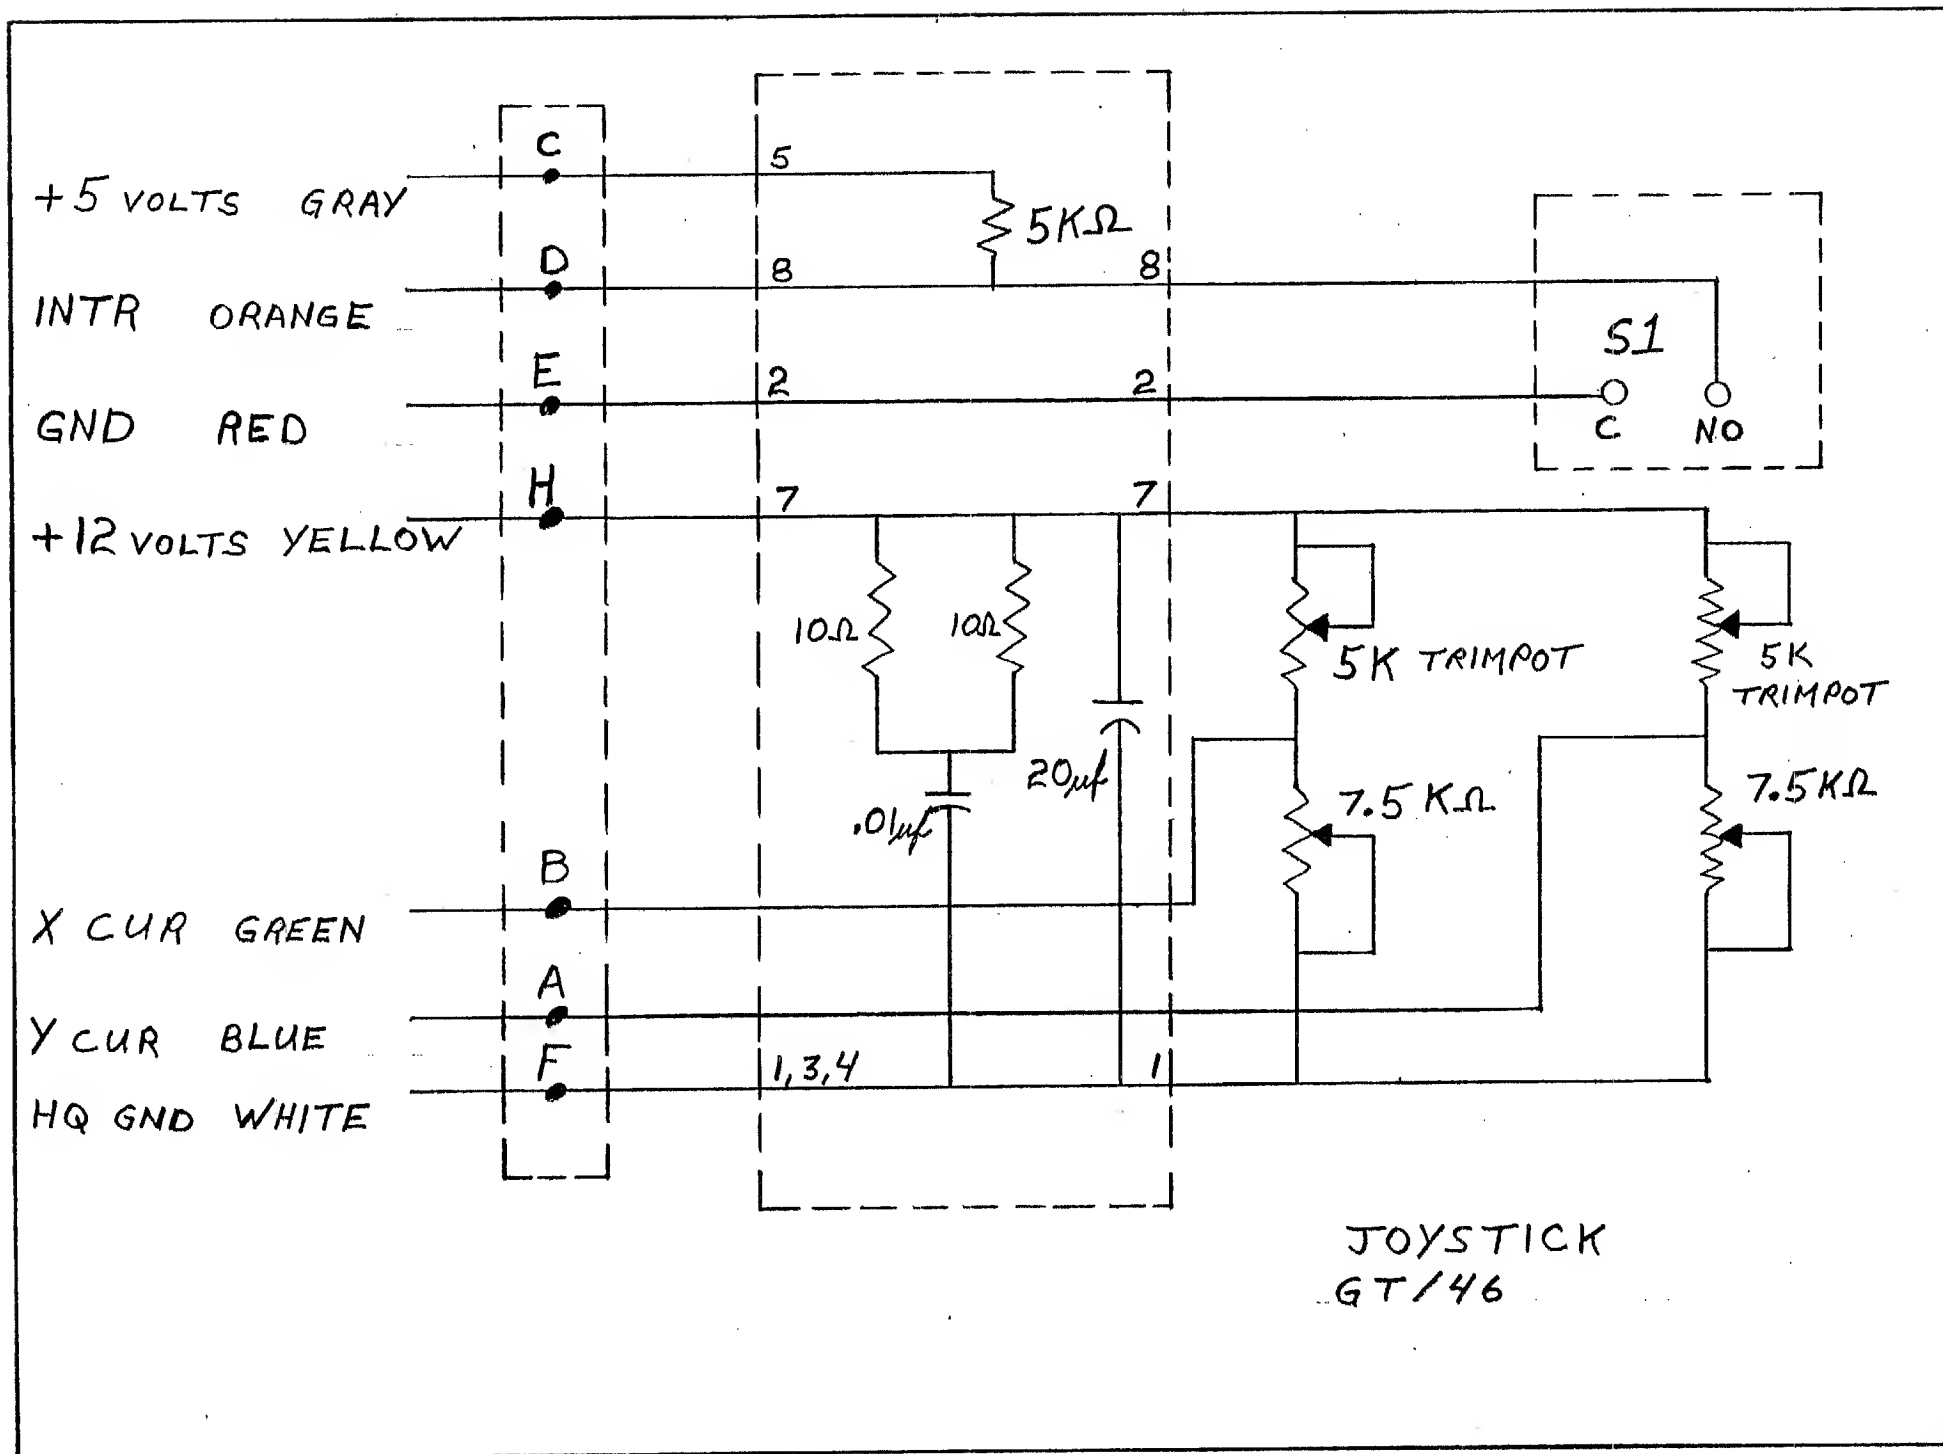 C
5
+5 VOLTS GRAY
5KΩ
D
8
8
INTR ORANGE
S1
E
2
2
GND RED
C
NO
H
7
7
+12 VOLTS YELLOW
10Ω
10Ω
5K TRIMPOT
5K
TRIMPOT
20μf
7.5KΩ
7.5 KΩ
.01μf
B
X CUR GREEN
A
Y CUR BLUE
F
1,3,4
1
HQ GND WHITE
JOYSTICK
GT/46